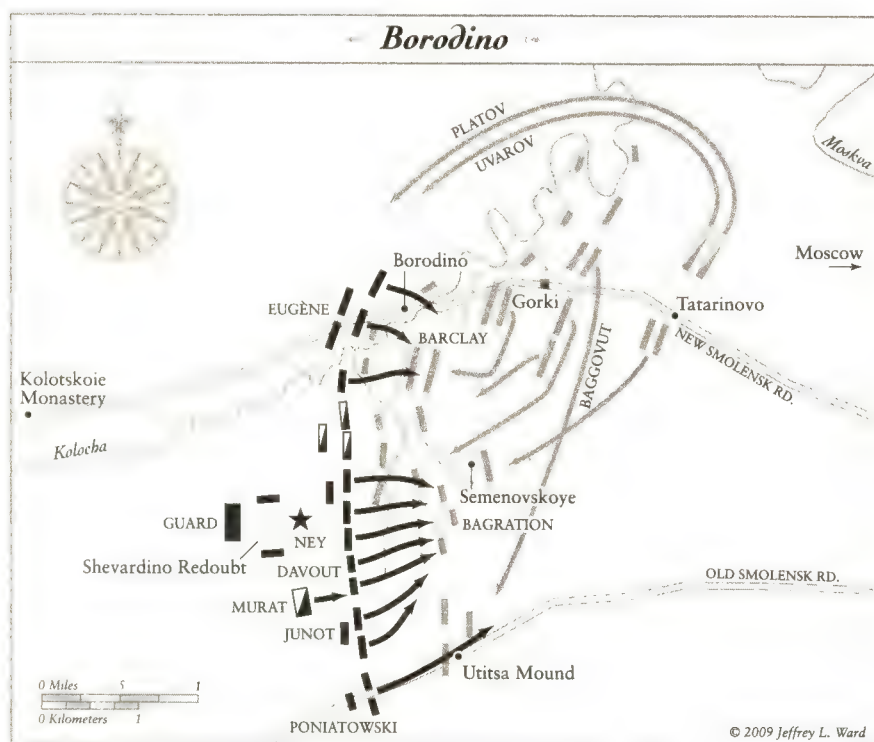 Borodino
PLATOV
UVAROV
Moskva
Moscow
Borodino
EUGÈNE
Gorki
Tatarinovo
BARCLAY
NEW SMOLENSK RD.
BAGGOVUT
Kolotskoie
Monastery
Kolocha
Semenovskoye
GUARD
NEY
BAGRATION
Shevardino Redoubt
DAVOUT
OLD SMOLENSK RD.
MURAT
JUNOT
Utitsa Mound
0 Miles 5 1
0 Kilometers 1
PONIATOWSKI
© 2009 Jeffrey L. Ward